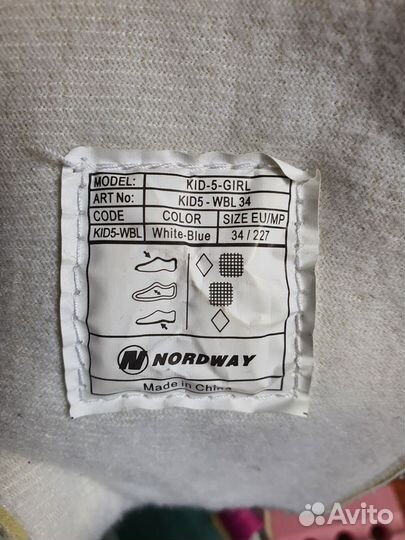 MODEL: KID-5-GIRL
ART No: KID5 - WBL 34
CODE COLOR SIZE EU/MP
KID5-WBL White-Blue 34 / 227
NORDWAY
Made in China
Avito